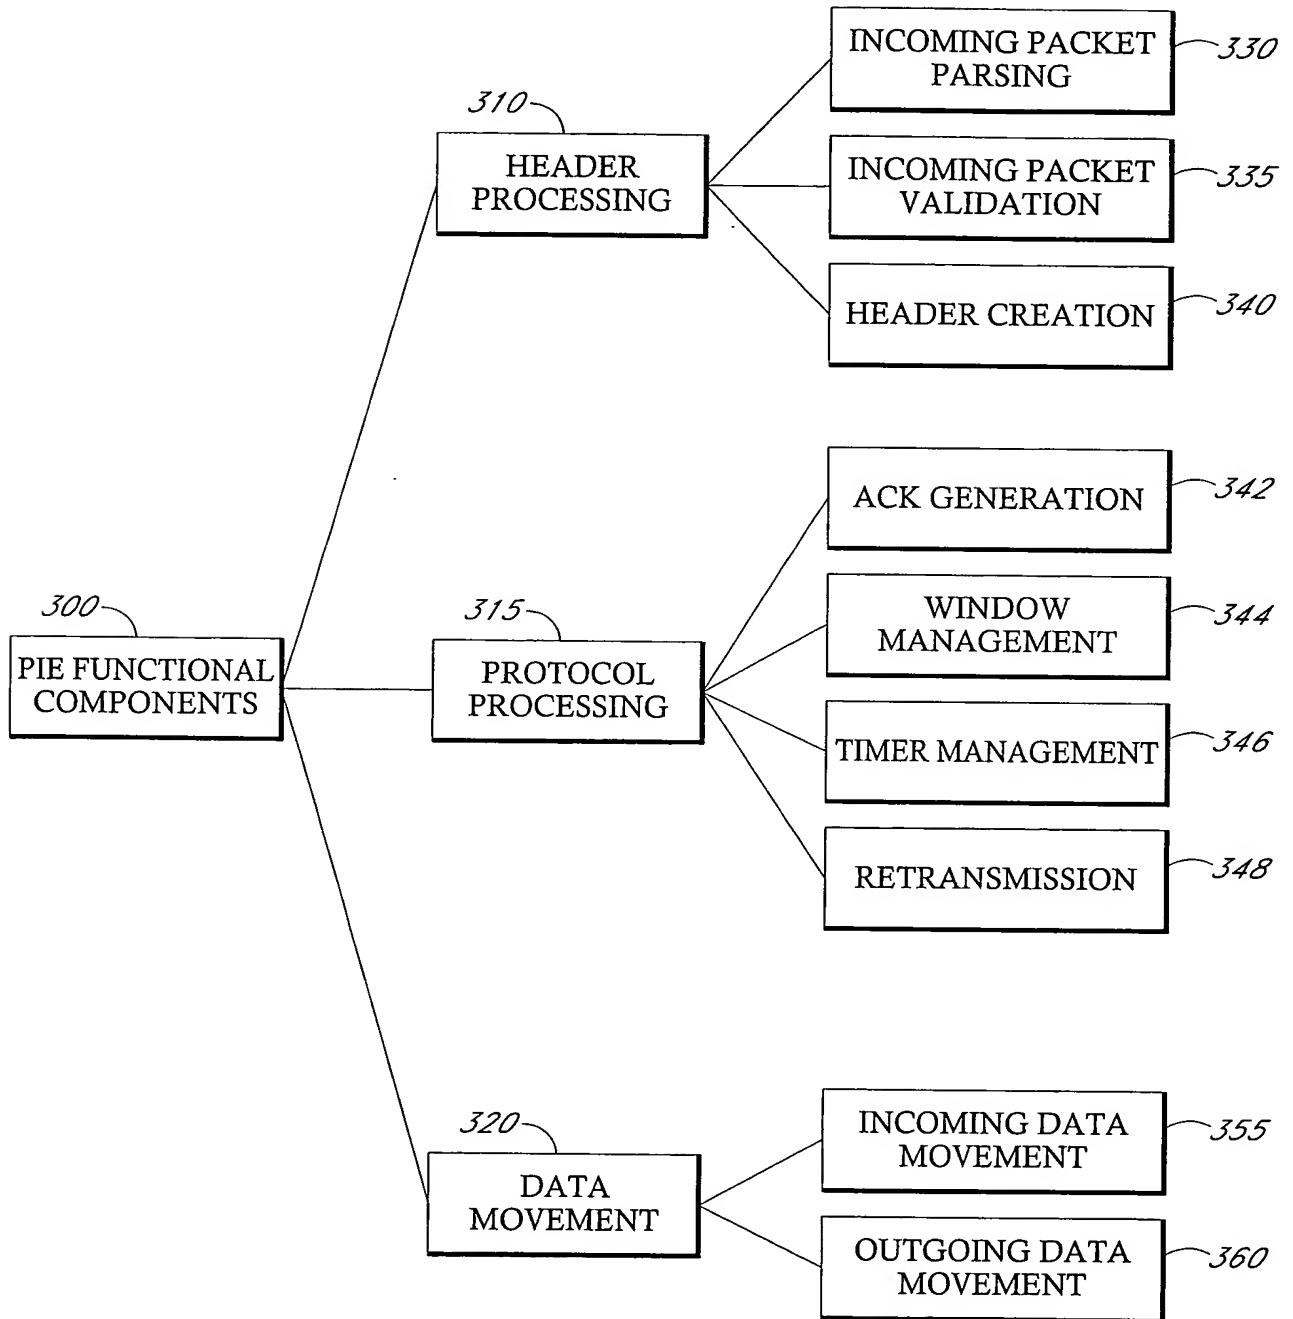 330
INCOMING PACKET
PARSING
310
HEADER
PROCESSING
335
INCOMING PACKET
VALIDATION
340
HEADER CREATION
342
ACK GENERATION
300
PIE FUNCTIONAL
COMPONENTS
315
PROTOCOL
PROCESSING
344
WINDOW
MANAGEMENT
346
TIMER MANAGEMENT
348
RETRANSMISSION
320
DATA
MOVEMENT
355
INCOMING DATA
MOVEMENT
360
OUTGOING DATA
MOVEMENT